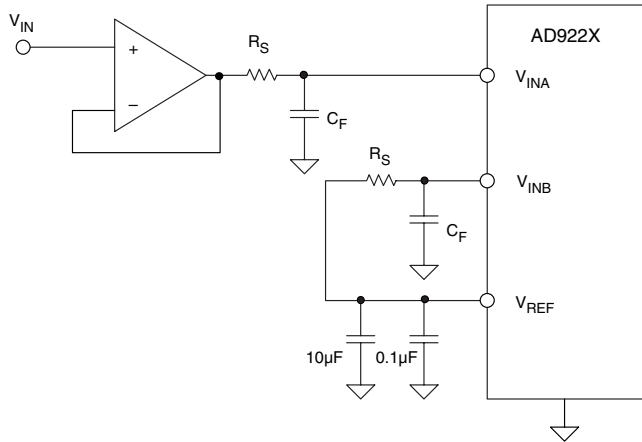 V_IN
AD922X
R_S
+
V_INA
−
C_F
R_S
V_INB
C_F
V_REF
10µF 0.1µF